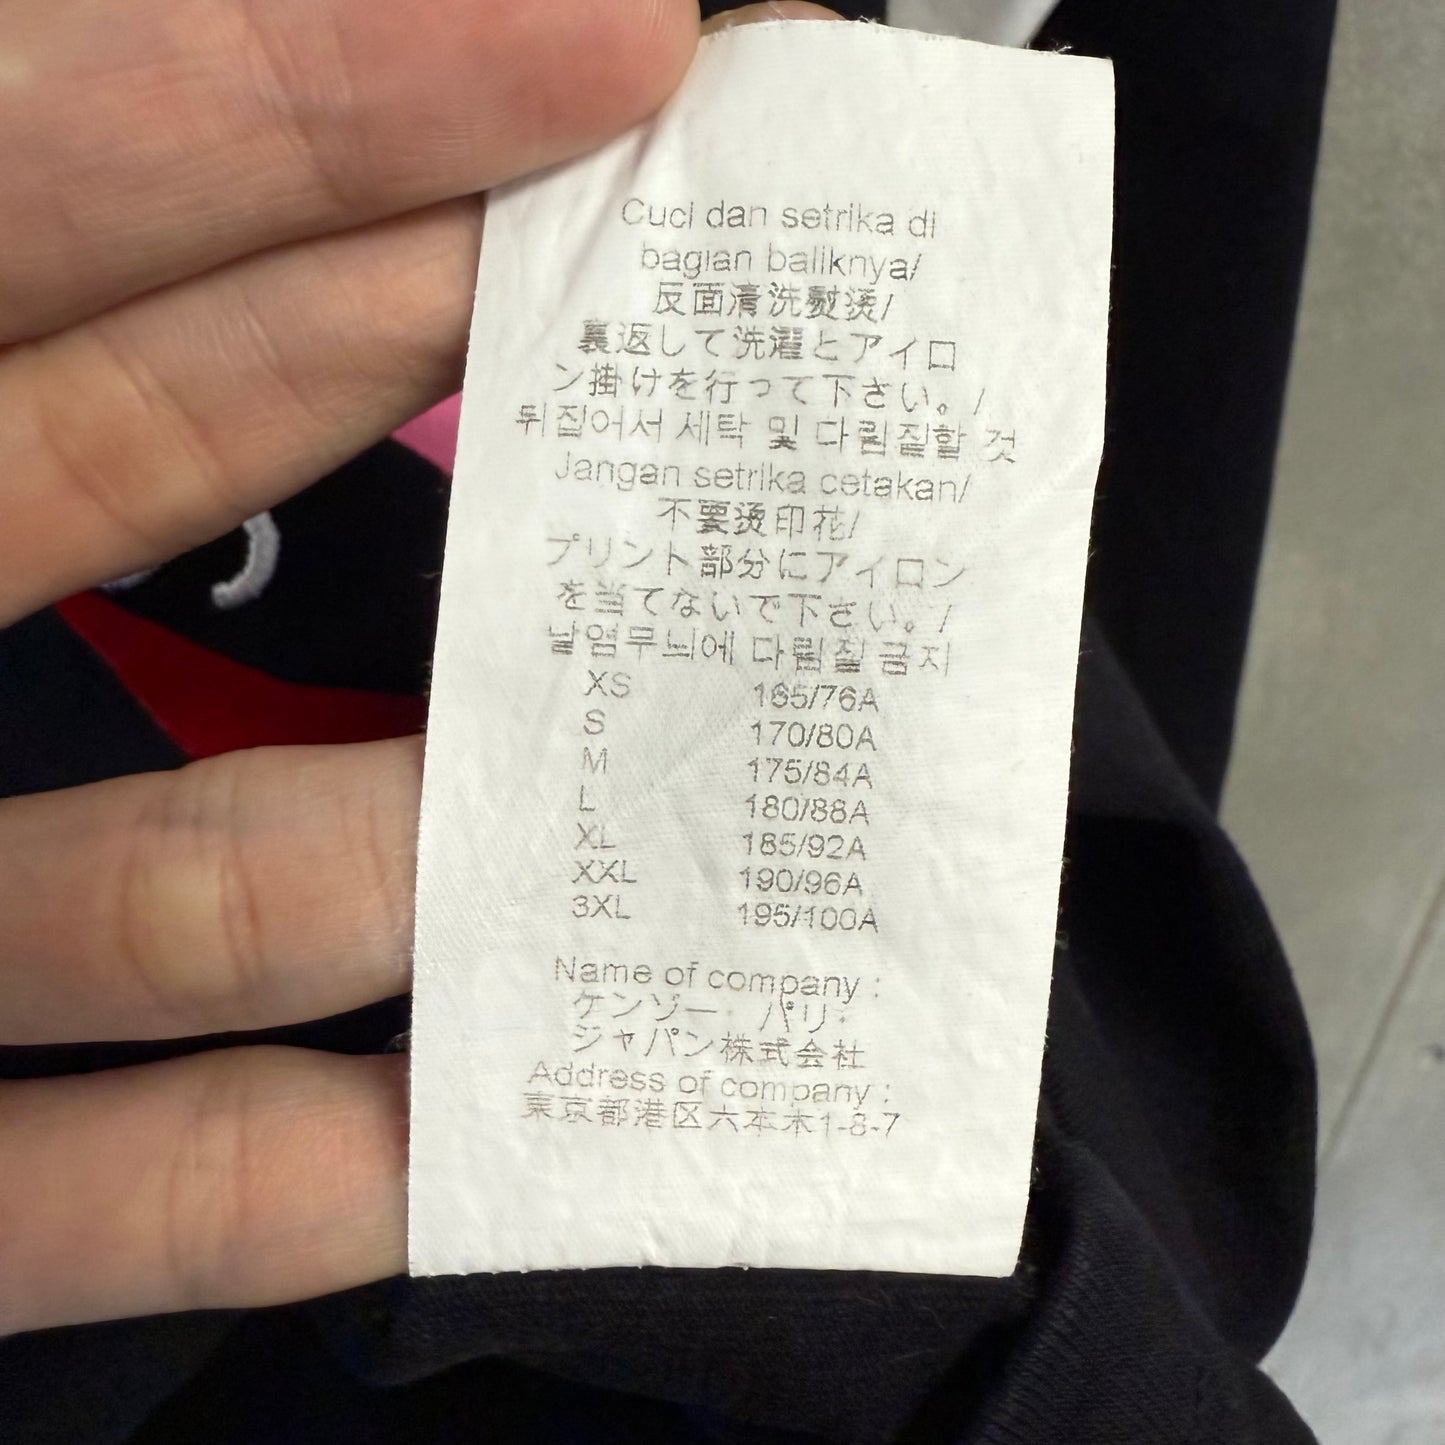 Cuci dan setrika di
bagian baliknya/
反面清洗熨烫/
裏返して洗濯とアイロ
ン掛けを行って下さい。/
뒤집어서 세탁 및 다림질할 것
Jangan setrika cetakan/
不要烫印花/
プリント部分にアイロン
を当てないで下さい。/
날염무늬에 다림질 금지
XS 165/76A
S 170/80A
M 175/84A
L 180/88A
XL 185/92A
XXL 190/96A
3XL 195/100A
Name of company :
ケンゾー・パリ・
ジャパン株式会社
Address of company :
東京都港区六本木1-8-7